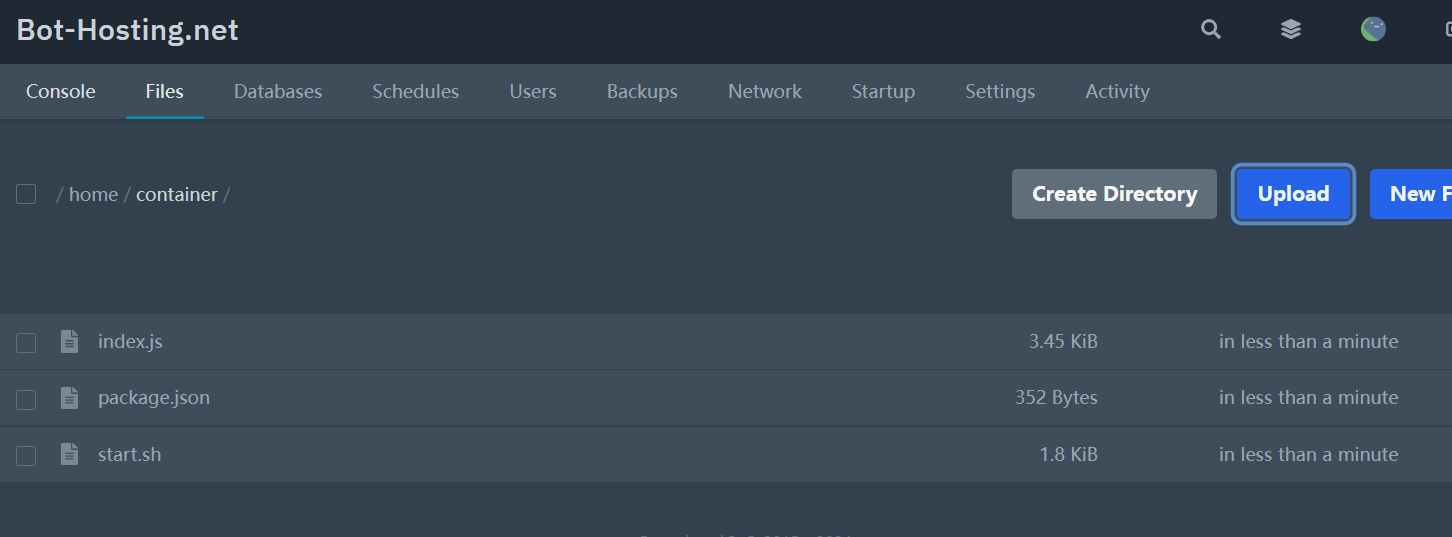 Bot-Hosting.net
Console Files Databases Schedules Users Backups Network Startup Settings Activity
/ home / container / Create Directory Upload New F
index.js 3.45 KiB in less than a minute
package.json 352 Bytes in less than a minute
start.sh 1.8 KiB in less than a minute